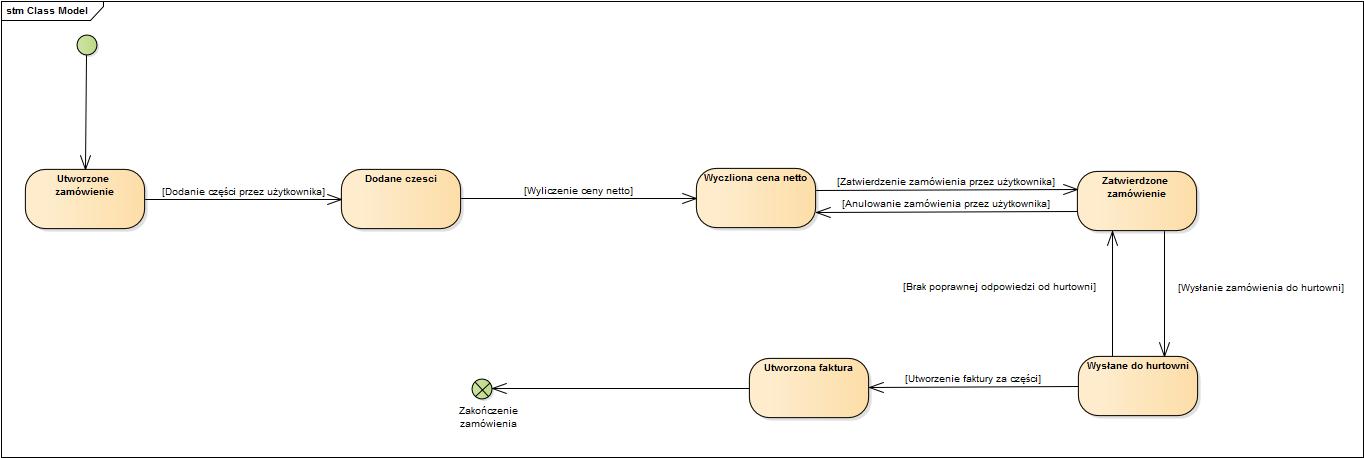 stm Class Model
Utworzone
zamówienie
[Dodanie części przez użytkownika]
Dodane czesci
[Wyliczenie ceny netto]
Wyczliona cena netto
[Zatwierdzenie zamówienia przez użytkownika]
[Anulowanie zamówienia przez użytkownika]
Zatwierdzone
zamówienie
[Brak poprawnej odpowiedzi od hurtowni]
[Wysłanie zamówienia do hurtowni]
Wysłane do hurtowni
[Utworzenie faktury za części]
Utworzona faktura
Zakończenie
zamówienia